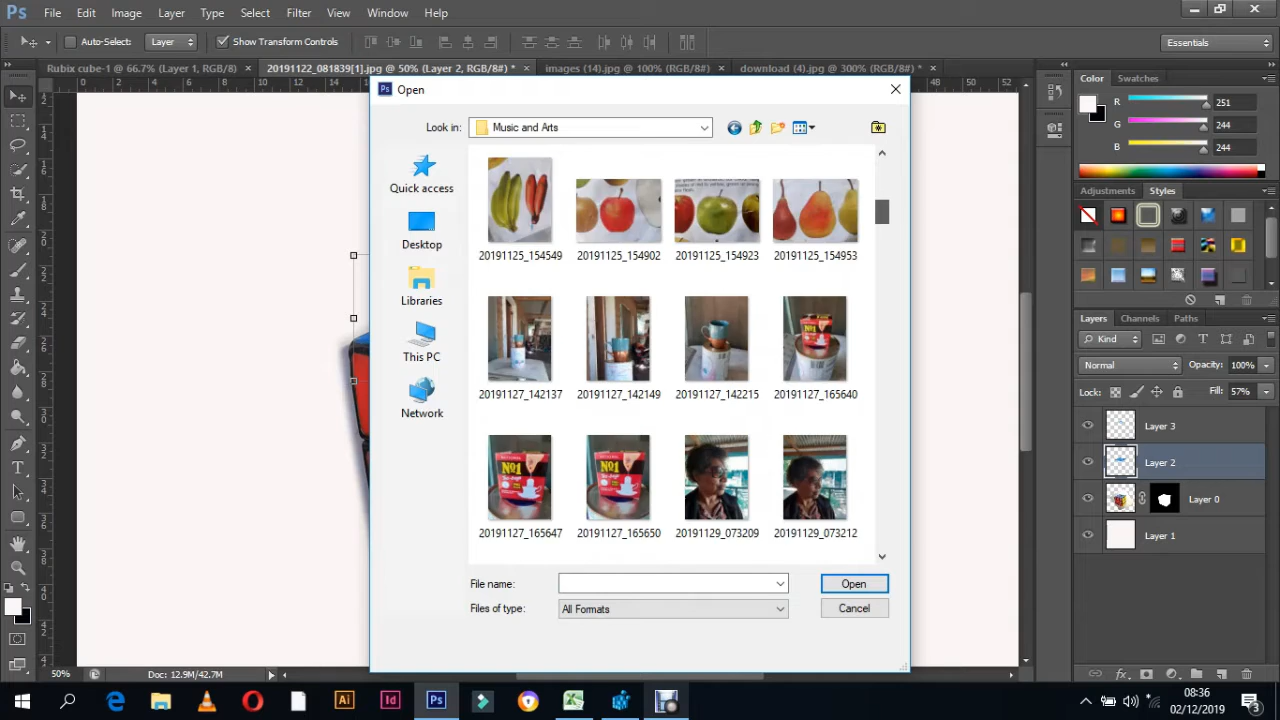 Ps File Edit Image Layer Type Select Filter View Window Help
Auto-Select: Layer Show Transform Controls Essentials
Rubix cube-1 @ 66.7% (Layer 1, RGB/8) × 20191122_081839[1].jpg @ 50% (Layer 2, RGB/8#) * × images (14).jpg @ 100% (RGB/8#) × download (4).jpg @ 300% (RGB/8*) ×
Ps Open
Look in: Music and Arts
Quick access
Desktop
Libraries
This PC
Network
20191125_154549 20191125_154902 20191125_154923 20191125_154953
20191127_142137 20191127_142149 20191127_142215 20191127_165640
20191127_165647 20191127_165650 20191129_073209 20191129_073212
File name: Open
Files of type: All Formats Cancel
Color Swatches
R 251
G 244
B 244
Adjustments Styles
Layers Channels Paths
Kind
Normal Opacity: 100%
Lock: Fill: 57%
Layer 3
Layer 2
Layer 0
Layer 1
50% Doc: 12.9M/42.7M
08:36
02/12/2019